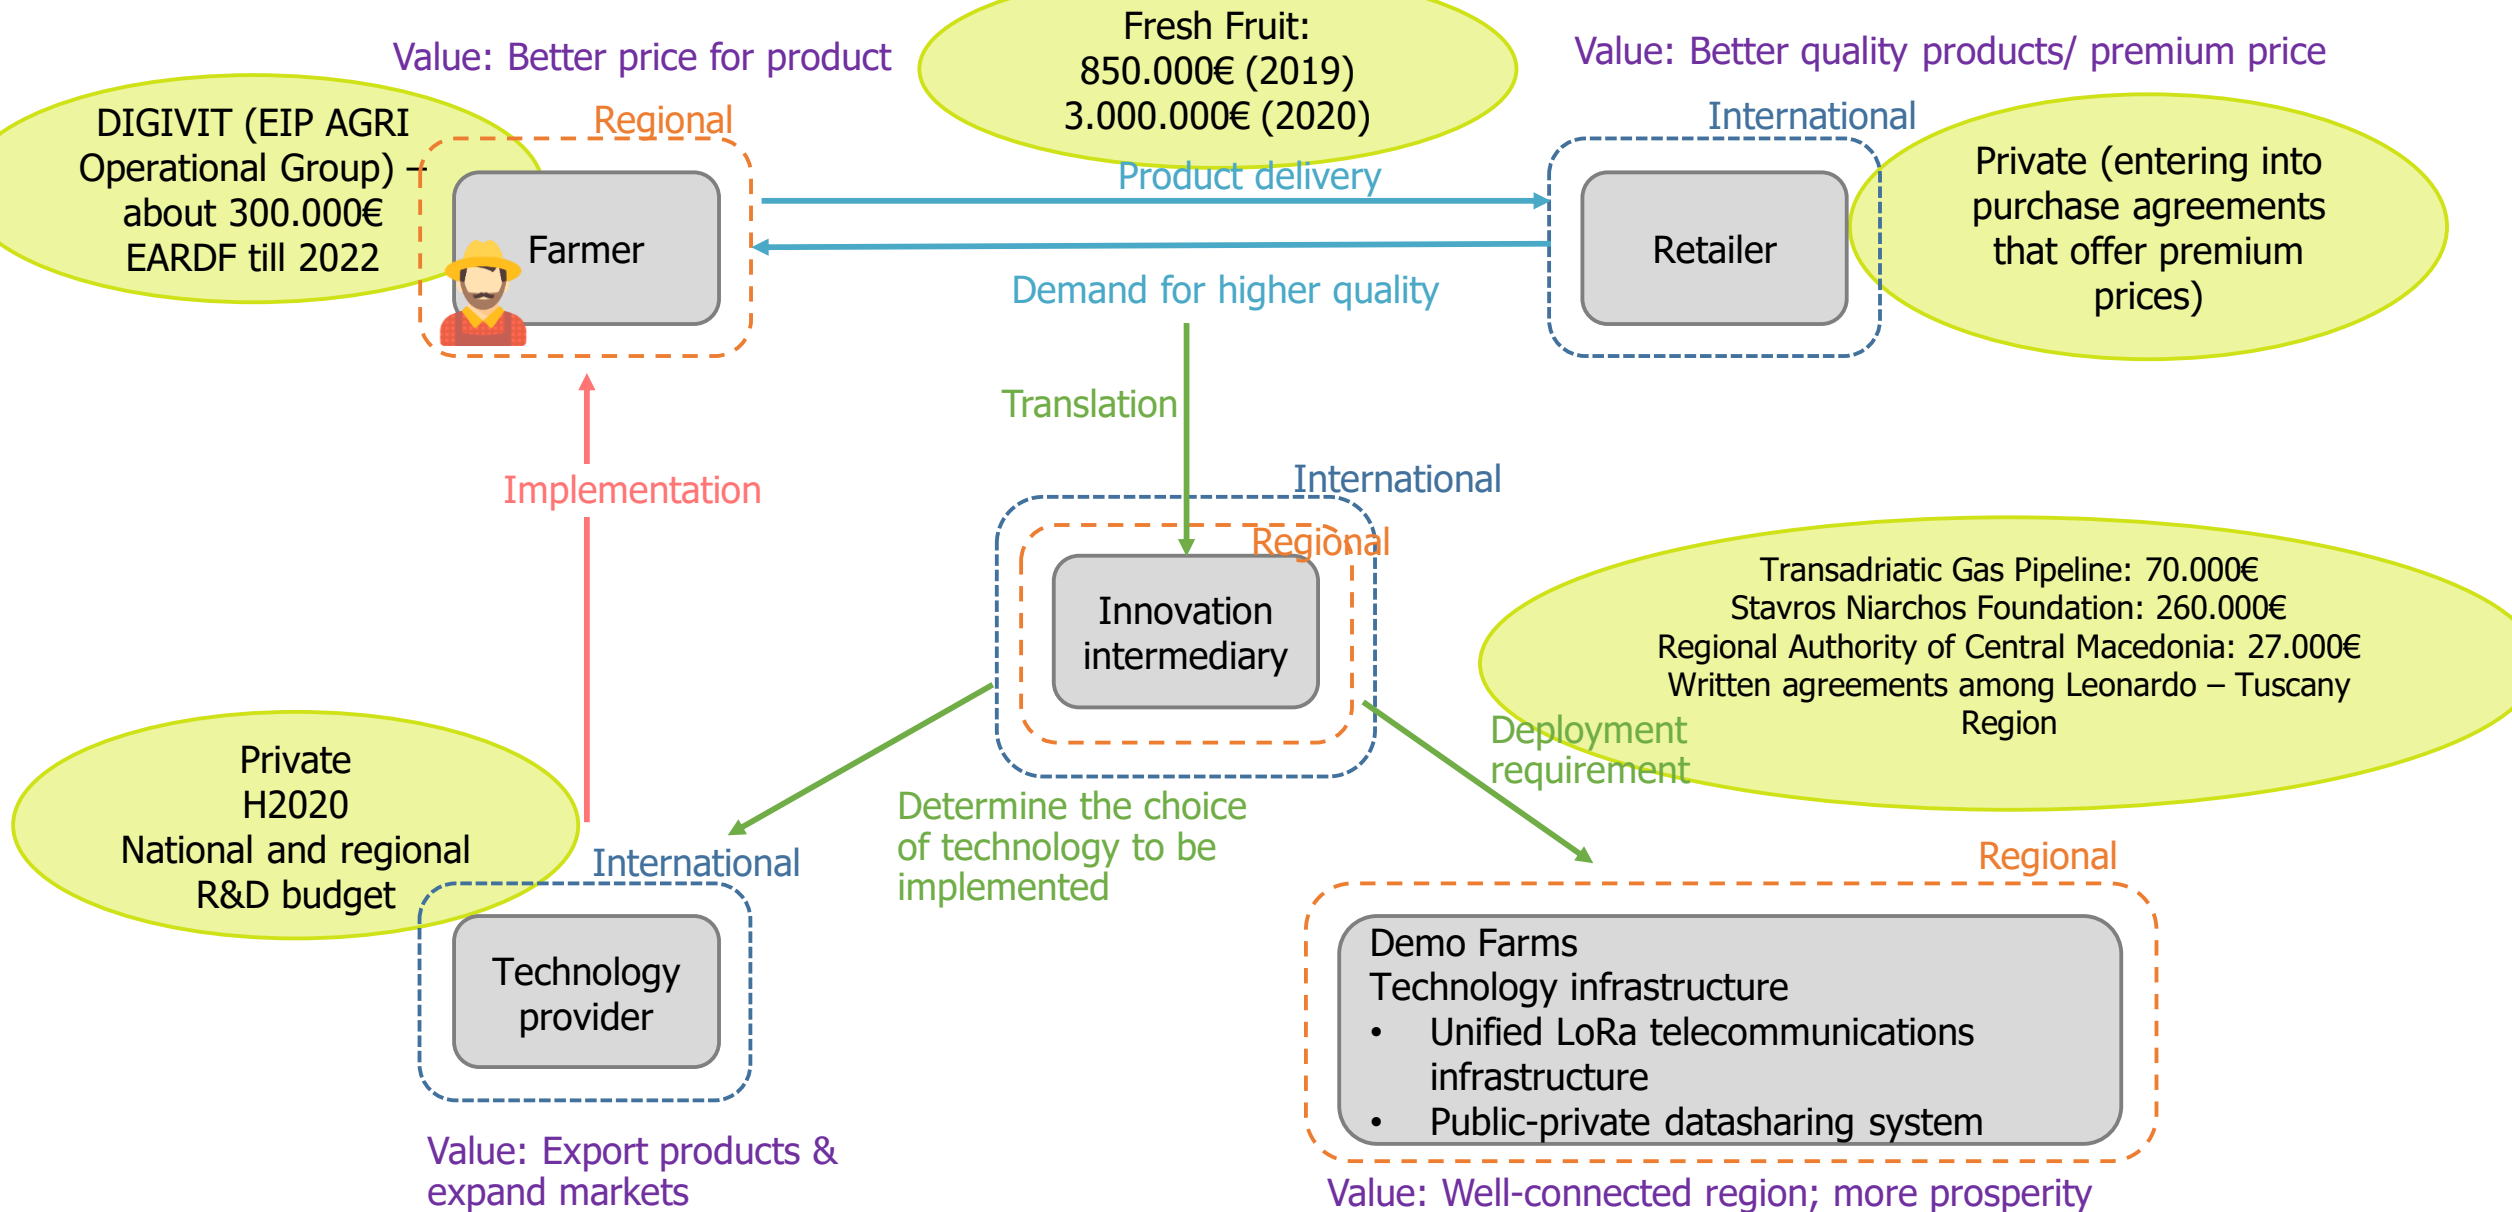 Value: Better price for product
Fresh Fruit:
850.000€ (2019)
3.000.000€ (2020)
Value: Better quality products/ premium price
DIGIVIT (EIP AGRI
Operational Group) –
about 300.000€
EARDF till 2022
Regional
Farmer
Product delivery
Demand for higher quality
International
Retailer
Private (entering into
purchase agreements
that offer premium
prices)
Translation
Implementation
International
Regional
Innovation
intermediary
Transadriatic Gas Pipeline: 70.000€
Stavros Niarchos Foundation: 260.000€
Regional Authority of Central Macedonia: 27.000€
Written agreements among Leonardo – Tuscany
Region
Deployment
requirement
Determine the choice
of technology to be
implemented
Private
H2020
National and regional
R&D budget
International
Technology
provider
Value: Export products &
expand markets
Regional
Demo Farms
Technology infrastructure
• Unified LoRa telecommunications
infrastructure
• Public-private datasharing system
Value: Well-connected region; more prosperity